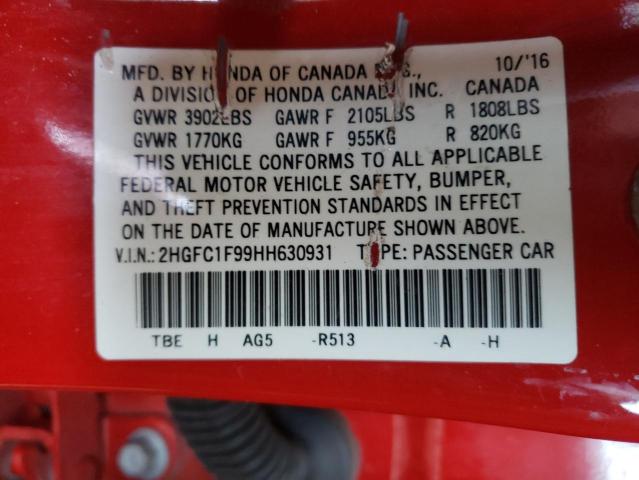 MFD. BY HONDA OF CANADA MFG., 10/'16
A DIVISION OF HONDA CANADA INC. CANADA
GVWR 3902LBS GAWR F 2105LBS R 1808LBS
GVWR 1770KG GAWR F 955KG R 820KG
THIS VEHICLE CONFORMS TO ALL APPLICABLE
FEDERAL MOTOR VEHICLE SAFETY, BUMPER,
AND THEFT PREVENTION STANDARDS IN EFFECT
ON THE DATE OF MANUFACTURE SHOWN ABOVE.
V.I.N.: 2HGFC1F99HH630931 TYPE: PASSENGER CAR
TBE H AG5 -R513 -A -H